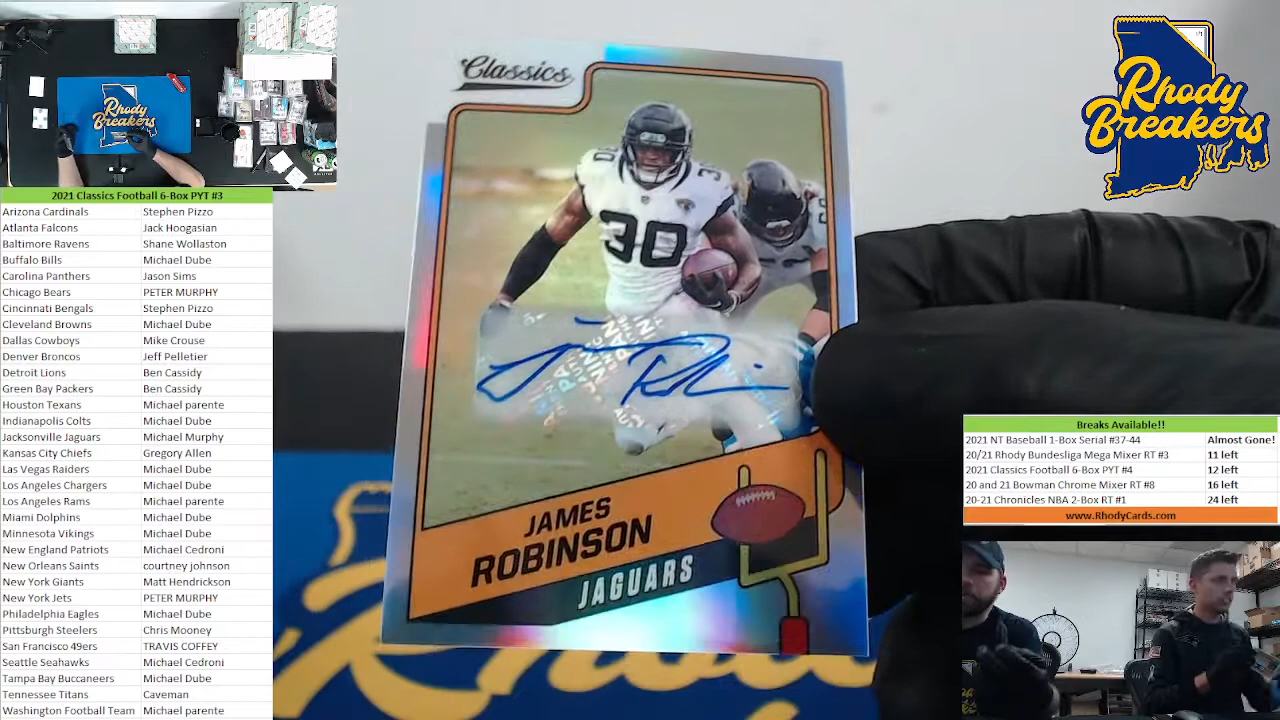 2021 Classics Football 6-Box PYT #3
Arizona Cardinals Stephen Pizzo
Atlanta Falcons Jack Hoogasian
Baltimore Ravens Shane Wollaston
Buffalo Bills Michael Dube
Carolina Panthers Jason Sims
Chicago Bears PETER MURPHY
Cincinnati Bengals Stephen Pizzo
Cleveland Browns Michael Dube
Dallas Cowboys Mike Crouse
Denver Broncos Jeff Pelletier
Detroit Lions Ben Cassidy
Green Bay Packers Ben Cassidy
Houston Texans Michael parente
Indianapolis Colts Michael Dube
Jacksonville Jaguars Michael Murphy
Kansas City Chiefs Gregory Allen
Las Vegas Raiders Michael Dube
Los Angeles Chargers Michael Dube
Los Angeles Rams Michael parente
Miami Dolphins Michael Dube
Minnesota Vikings Michael Dube
New England Patriots Michael Cedroni
New Orleans Saints courtney johnson
New York Giants Matt Hendrickson
New York Jets PETER MURPHY
Philadelphia Eagles Michael Dube
Pittsburgh Steelers Chris Mooney
San Francisco 49ers TRAVIS COFFEY
Seattle Seahawks Michael Cedroni
Tampa Bay Buccaneers Michael Dube
Tennessee Titans Caveman
Washington Football Team Michael parente
Rhody
Breakers
Classics
30
30
JAMES
ROBINSON
JAGUARS
Rhody
Breakers
Breaks Available!!
2021 NT Baseball 1-Box Serial #37-44 Almost Gone!
20/21 Rhody Bundesliga Mega Mixer RT #3 11 left
2021 Classics Football 6-Box PYT #4 12 left
20 and 21 Bowman Chrome Mixer RT #8 16 left
20-21 Chronicles NBA 2-Box RT #1 24 left
www.RhodyCards.com